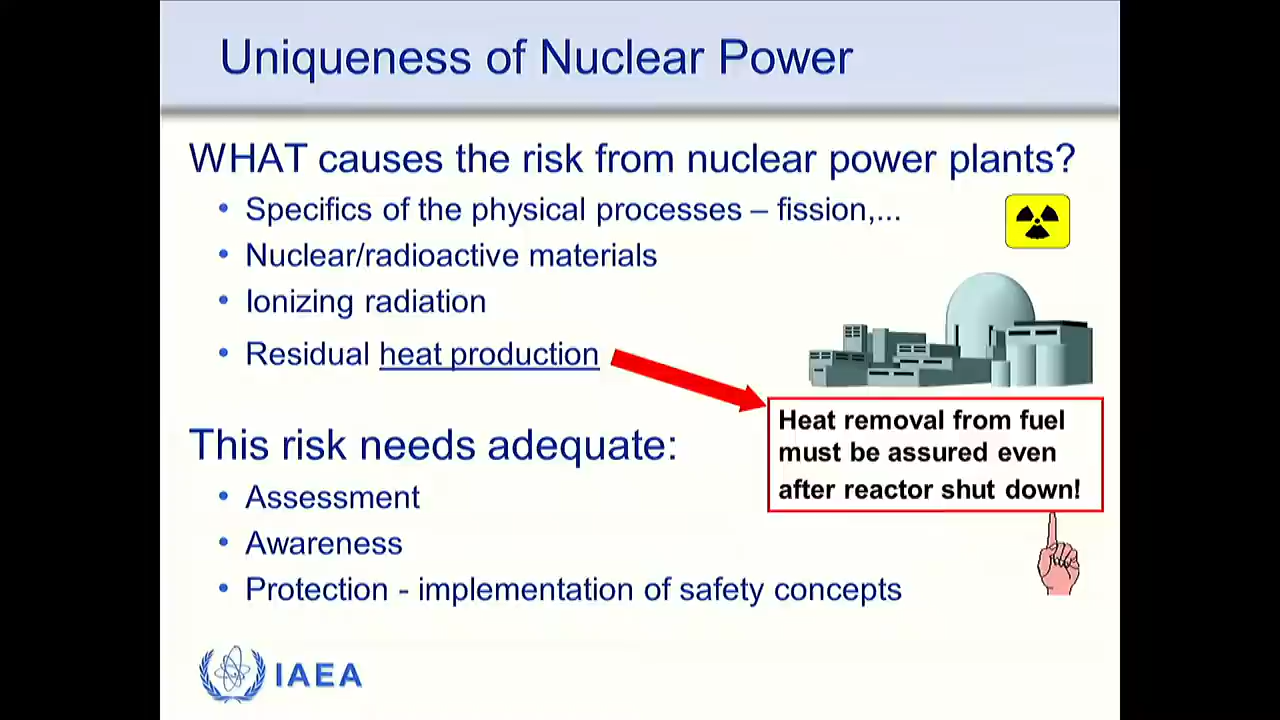 Uniqueness of Nuclear Power
WHAT causes the risk from nuclear power plants?
• Specifics of the physical processes – fission,...
• Nuclear/radioactive materials
• Ionizing radiation
• Residual heat production
Heat removal from fuel
must be assured even
after reactor shut down!
This risk needs adequate:
• Assessment
• Awareness
• Protection - implementation of safety concepts
IAEA